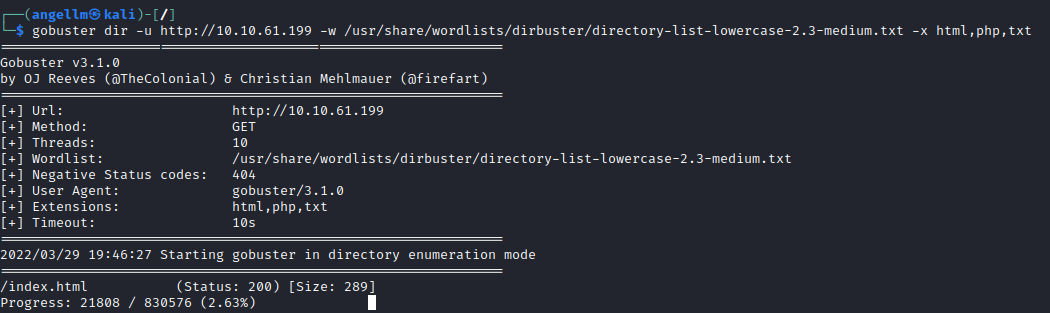 ┌──(angellm㉿kali)-[/]
└─$ gobuster dir -u http://10.10.61.199 -w /usr/share/wordlists/dirbuster/directory-list-lowercase-2.3-medium.txt -x html,php,txt
===============================================================
Gobuster v3.1.0
by OJ Reeves (@TheColonial) & Christian Mehlmauer (@firefart)
===============================================================
[+] Url:                     http://10.10.61.199
[+] Method:                  GET
[+] Threads:                 10
[+] Wordlist:                /usr/share/wordlists/dirbuster/directory-list-lowercase-2.3-medium.txt
[+] Negative Status codes:   404
[+] User Agent:              gobuster/3.1.0
[+] Extensions:              html,php,txt
[+] Timeout:                 10s
===============================================================
2022/03/29 19:46:27 Starting gobuster in directory enumeration mode
===============================================================
/index.html           (Status: 200) [Size: 289]
Progress: 21808 / 830576 (2.63%)